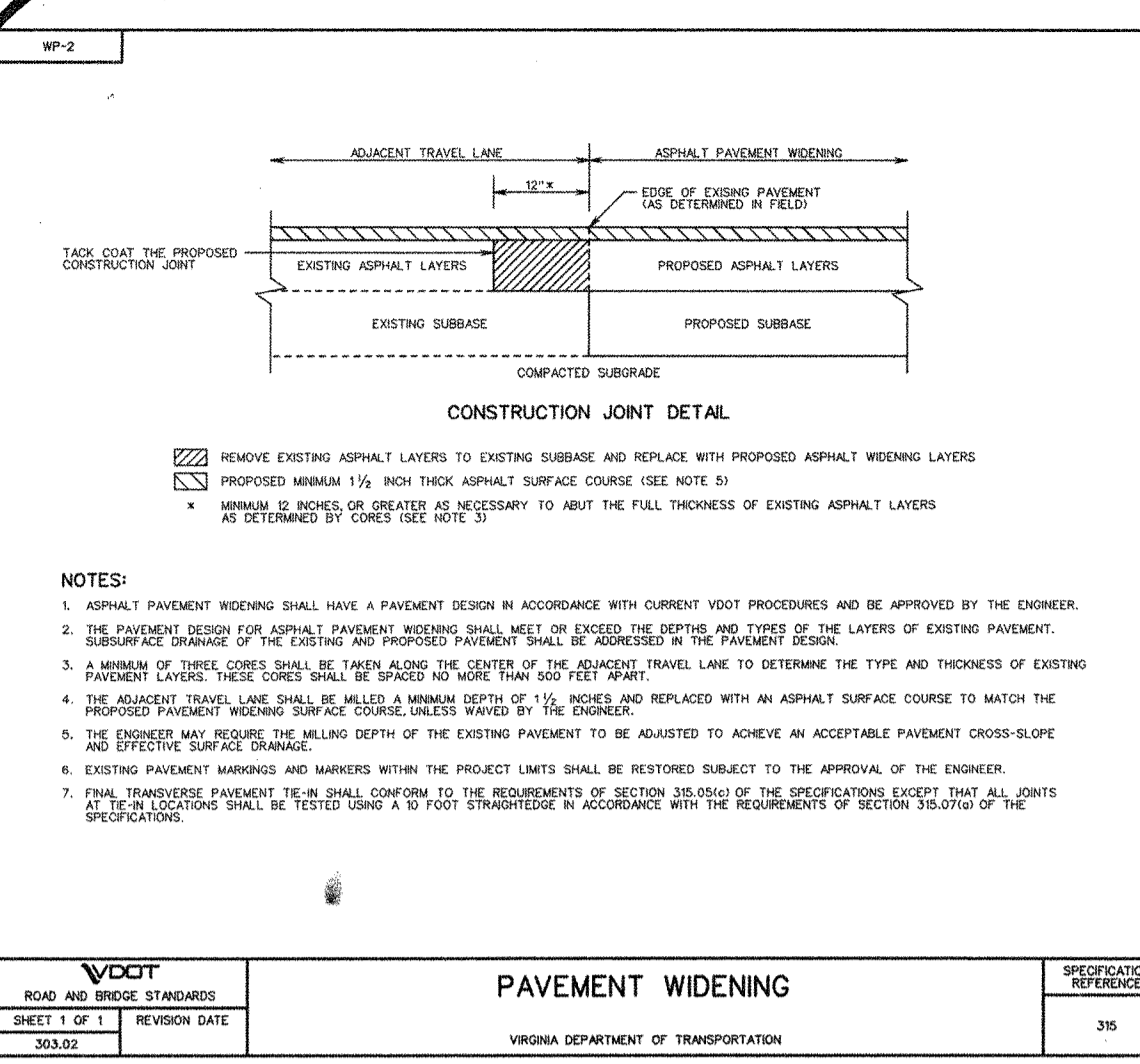 WP-2
ADJACENT TRAVEL LANE
ASPHALT PAVEMENT WIDENING
12"*
EDGE OF EXISING PAVEMENT
(AS DETERMINED IN FIELD)
TACK COAT THE PROPOSED
CONSTRUCTION JOINT
EXISTING ASPHALT LAYERS
PROPOSED ASPHALT LAYERS
EXISTING SUBBASE
PROPOSED SUBBASE
COMPACTED SUBGRADE
CONSTRUCTION JOINT DETAIL
REMOVE EXISTING ASPHALT LAYERS TO EXISTING SUBBASE AND REPLACE WITH PROPOSED ASPHALT WIDENING LAYERS
PROPOSED MINIMUM 1 1/2 INCH THICK ASPHALT SURFACE COURSE (SEE NOTE 5)
* MINIMUM 12 INCHES, OR GREATER AS NECESSARY TO ABUT THE FULL THICKNESS OF EXISTING ASPHALT LAYERS
AS DETERMINED BY CORES (SEE NOTE 3)
NOTES:
1. ASPHALT PAVEMENT WIDENING SHALL HAVE A PAVEMENT DESIGN IN ACCORDANCE WITH CURRENT VDOT PROCEDURES AND BE APPROVED BY THE ENGINEER.
2. THE PAVEMENT DESIGN FOR ASPHALT PAVEMENT WIDENING SHALL MEET OR EXCEED THE DEPTHS AND TYPES OF THE LAYERS OF EXISTING PAVEMENT.
SUBSURFACE DRAINAGE OF THE EXISTING AND PROPOSED PAVEMENT SHALL BE ADDRESSED IN THE PAVEMENT DESIGN.
3. A MINIMUM OF THREE CORES SHALL BE TAKEN ALONG THE CENTER OF THE ADJACENT TRAVEL LANE TO DETERMINE THE TYPE AND THICKNESS OF EXISTING
PAVEMENT LAYERS. THESE CORES SHALL BE SPACED NO MORE THAN 500 FEET APART.
4. THE ADJACENT TRAVEL LANE SHALL BE MILLED A MINIMUM DEPTH OF 1 1/2 INCHES AND REPLACED WITH AN ASPHALT SURFACE COURSE TO MATCH THE
PROPOSED PAVEMENT WIDENING SURFACE COURSE, UNLESS WAIVED BY THE ENGINEER.
5. THE ENGINEER MAY REQUIRE THE MILLING DEPTH OF THE EXISTING PAVEMENT TO BE ADJUSTED TO ACHIEVE AN ACCEPTABLE PAVEMENT CROSS-SLOPE
AND EFFECTIVE SURFACE DRAINAGE.
6. EXISTING PAVEMENT MARKINGS AND MARKERS WITHIN THE PROJECT LIMITS SHALL BE RESTORED SUBJECT TO THE APPROVAL OF THE ENGINEER.
7. FINAL TRANSVERSE PAVEMENT TIE-IN SHALL CONFORM TO THE REQUIREMENTS OF SECTION 315.05(c) OF THE SPECIFICATIONS EXCEPT THAT ALL JOINTS
AT TIE-IN LOCATIONS SHALL BE TESTED USING A 10 FOOT STRAIGHTEDGE IN ACCORDANCE WITH THE REQUIREMENTS OF SECTION 315.07(a) OF THE
SPECIFICATIONS.
VDOT
ROAD AND BRIDGE STANDARDS
SHEET 1 OF 1
REVISION DATE
303.02
PAVEMENT WIDENING
VIRGINIA DEPARTMENT OF TRANSPORTATION
SPECIFICATIO
REFERENCE
315